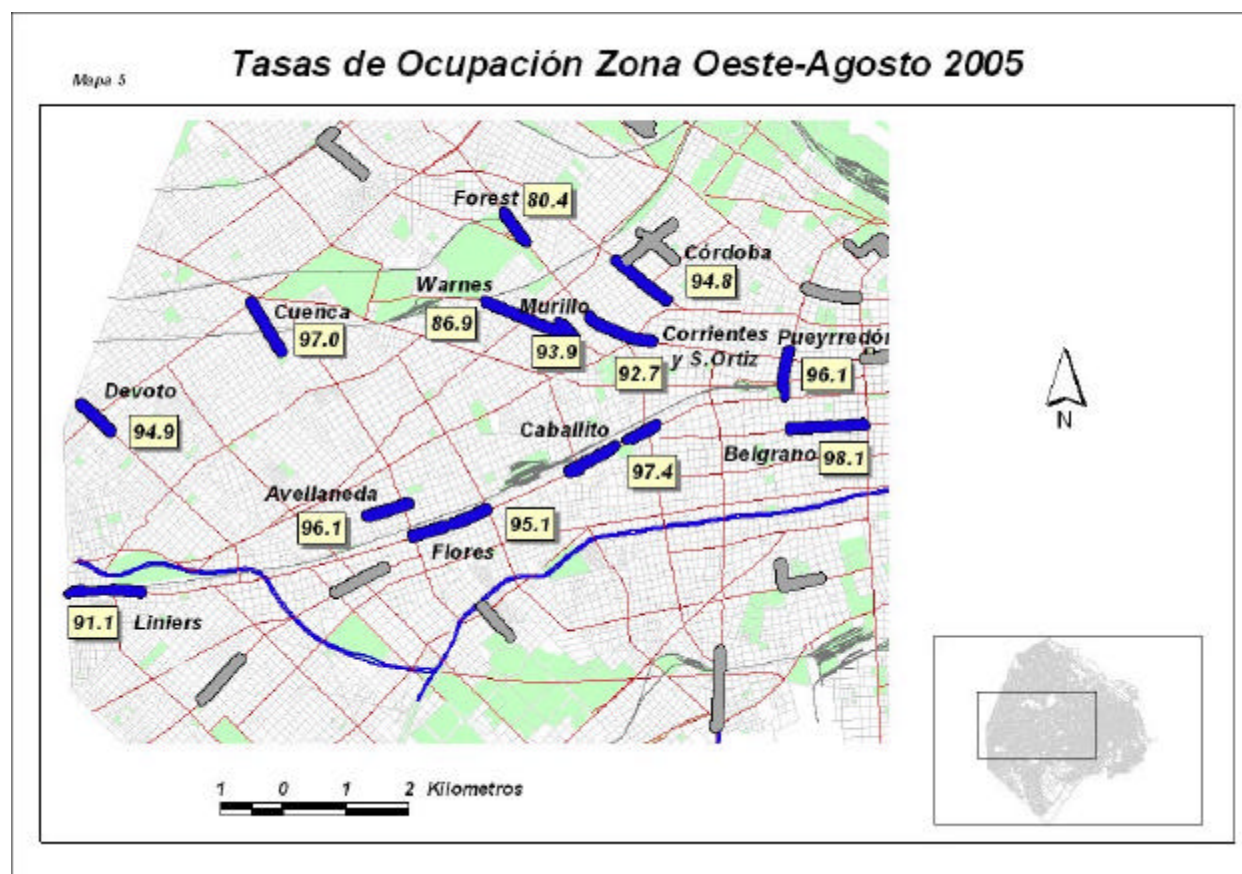 Tasas de Ocupación Zona Oeste-Agosto 2005
Mapa 5
Forest 80.4
Córdoba
94.8
Warnes
86.9
Murillo
93.9
Cuenca
97.0
Corrientes
y S.Ortiz
92.7
Pueyrredón
96.1
Devoto
94.9
Caballito
97.4
Belgrano 98.1
Avellaneda
96.1
95.1
Flores
N
91.1 Liniers
1 0 1 2 Kilometros